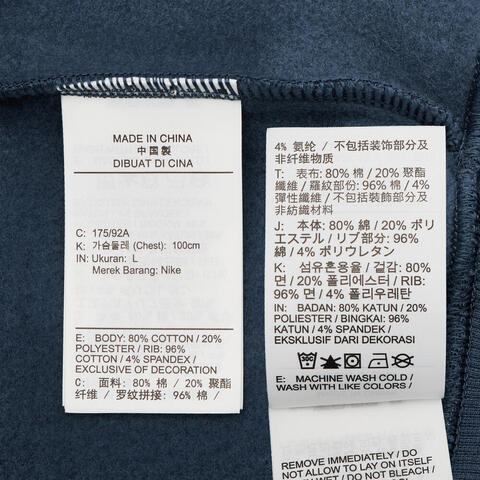 MADE IN CHINA
中国製
DIBUAT DI CINA
C: 175/92A
K: 가슴둘레 (Chest): 100cm
IN: Ukuran: L
Merek Barang: Nike
E: BODY: 80% COTTON / 20%
POLYESTER / RIB: 96%
COTTON / 4% SPANDEX /
EXCLUSIVE OF DECORATION
C: 面料: 80% 棉 / 20% 聚酯
纤维 / 罗纹拼接: 96% 棉 /
4% 氨纶 / 不包括装饰部分及
非纤维物质
T: 表布: 80% 棉 / 20% 聚酯
纖維 / 羅紋部份: 96% 棉 / 4%
彈性纖維 / 不包括裝飾部分及
非紡織材料
J: 本体: 80% 綿 / 20% ポリ
エステル / リブ部分: 96%
綿 / 4% ポリウレタン
K: 섬유혼용율 / 겉감: 80%
면 / 20% 폴리에스터 / RIB:
96% 면 / 4% 폴리우레탄
IN: BADAN: 80% KATUN / 20%
POLIESTER / BINGKAI: 96%
KATUN / 4% SPANDEK /
EKSKLUSIF DARI DEKORASI
E: MACHINE WASH COLD /
WASH WITH LIKE COLORS /
REMOVE IMMEDIATELY / DO NOT
ALLOW TO LAY ON ITSELF
WHEN WET / DO NOT BLEACH /